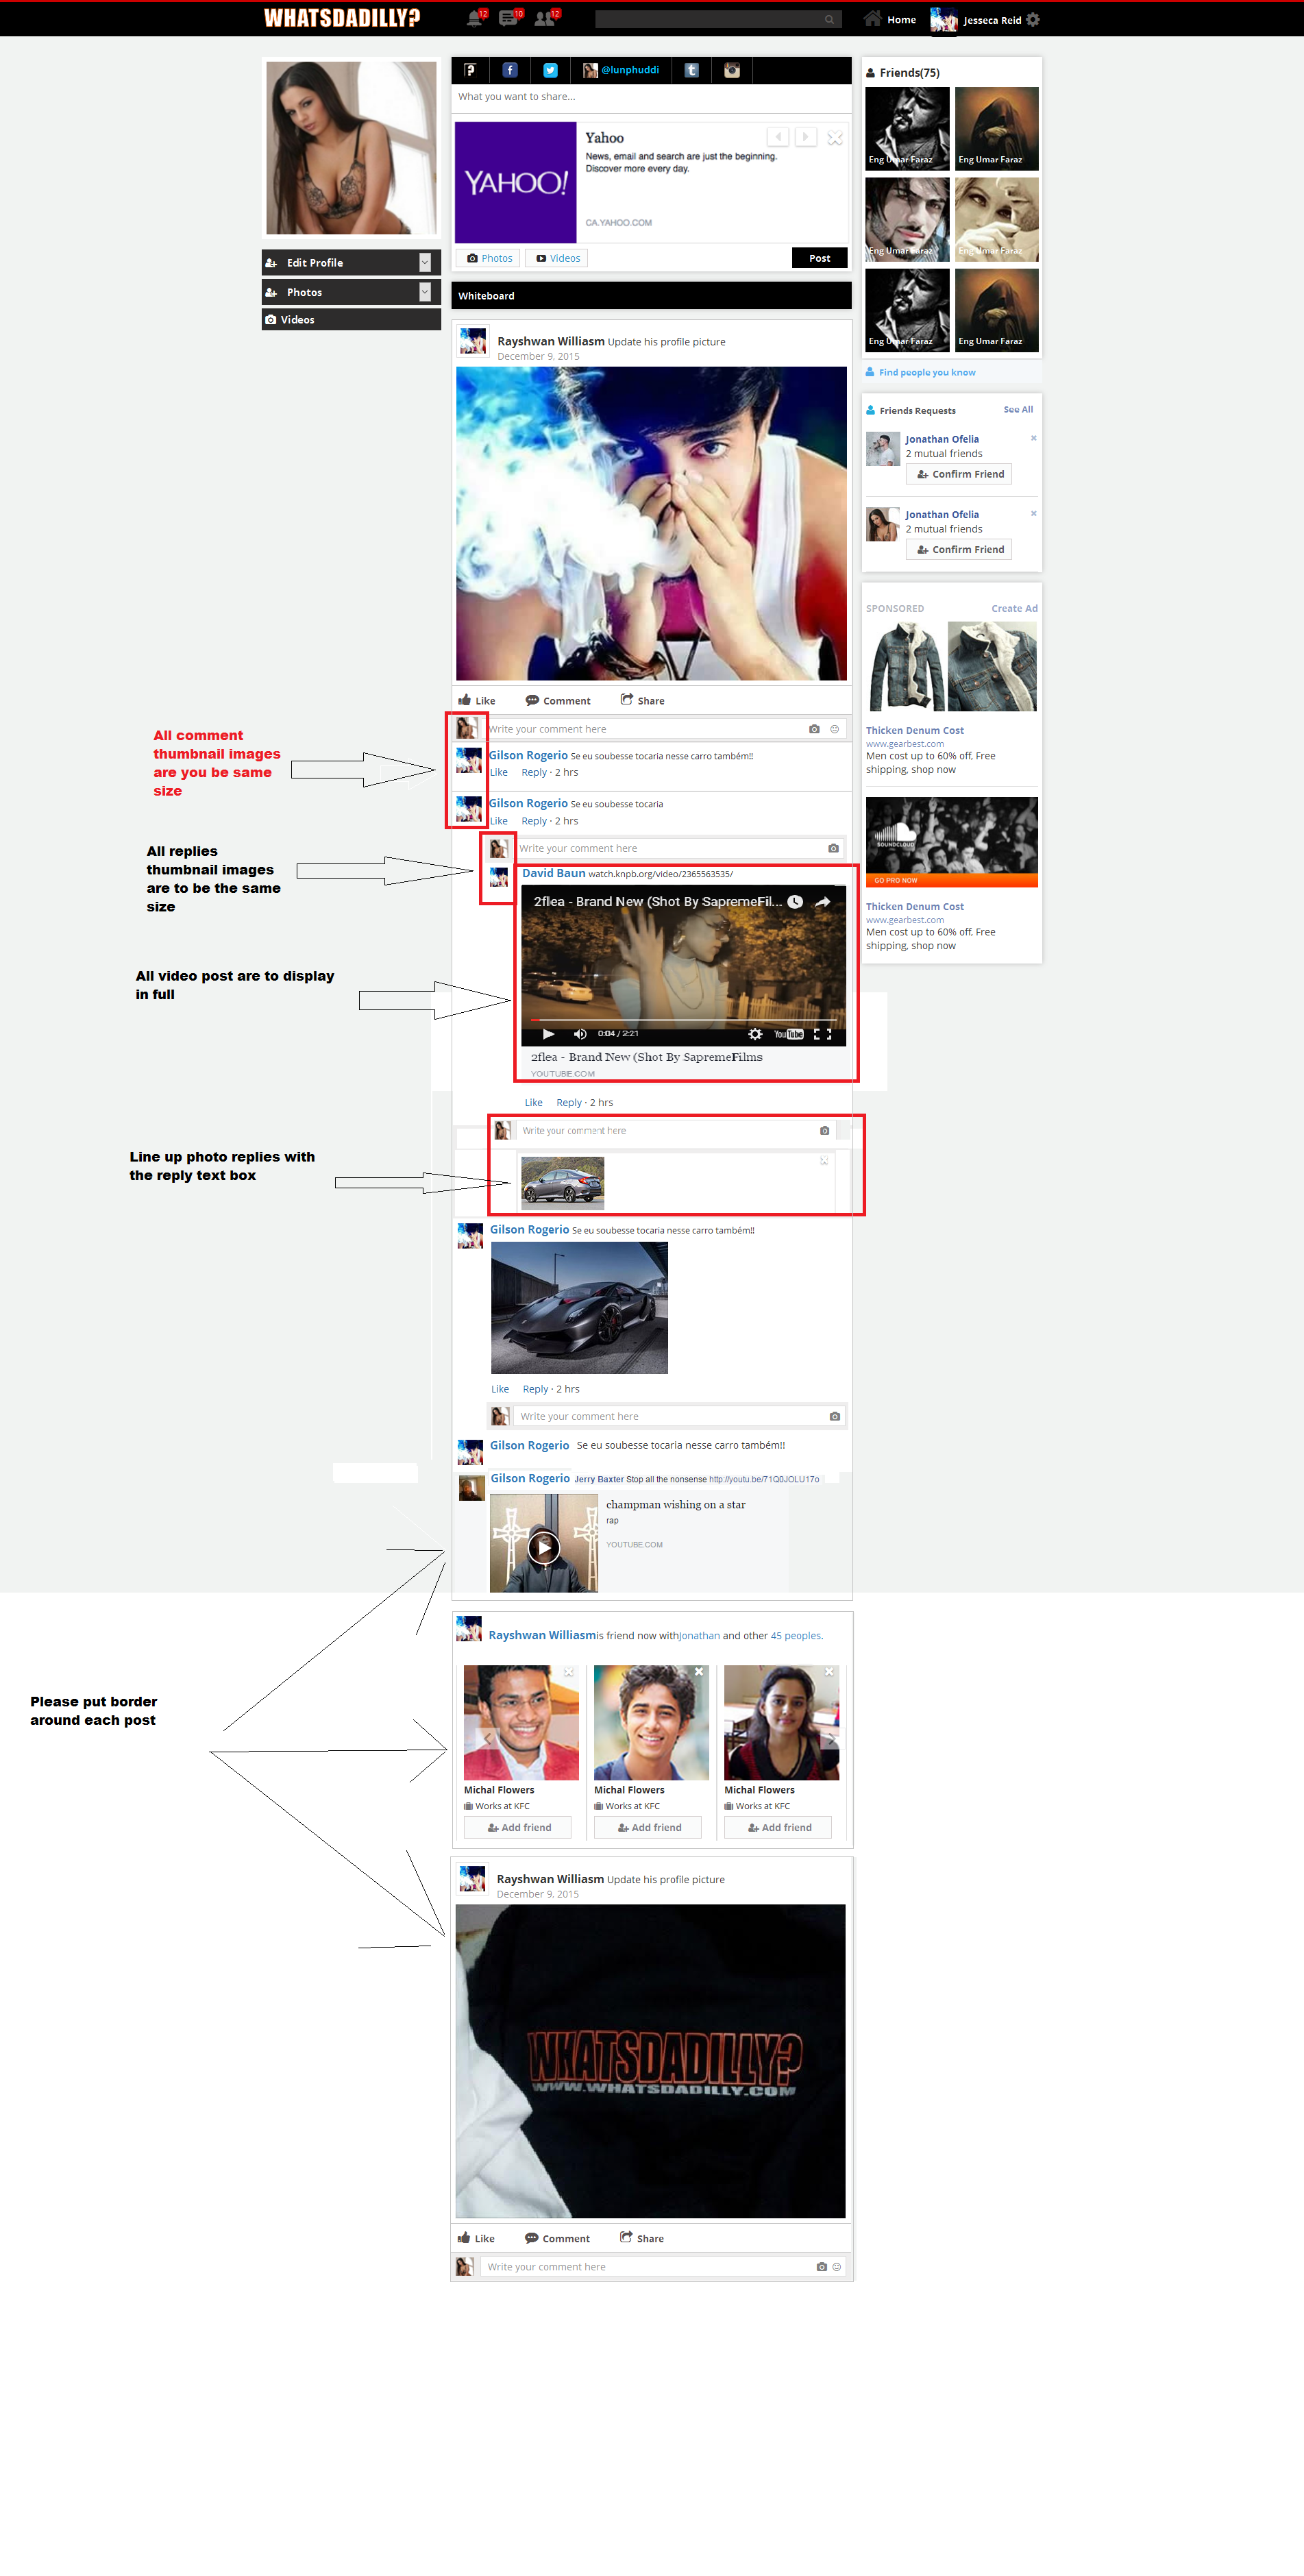 WHATSDADILLY?
12
10
12
Home
Jesseca Reid
@lunphuddi
What you want to share...
Yahoo
News, email and search are just the beginning.
Discover more every day.
YAHOO!
CA.YAHOO.COM
Photos
Videos
Post
Edit Profile
Photos
Videos
Whiteboard
Rayshwan Williasm Update his profile picture
December 9, 2015
Like
Comment
Share
Write your comment here
Gilson Rogerio Se eu soubesse tocaria nesse carro também!!
Like Reply · 2 hrs
Gilson Rogerio Se eu soubesse tocaria
Like Reply · 2 hrs
Write your comment here
David Baun watch.knpb.org/video/2365563535/
2flea - Brand New (Shot By SapremeFil...
0:04 / 2:21
YouTube
2flea - Brand New (Shot By SapremeFilms
YOUTUBE.COM
Like Reply · 2 hrs
Write your comment here
Gilson Rogerio Se eu soubesse tocaria nesse carro também!!
Like Reply · 2 hrs
Write your comment here
Gilson Rogerio Se eu soubesse tocaria nesse carro também!!
Gilson Rogerio Jerry Baxter Stop all the nonsense http://youtu.be/71Q0JOLU17o
champman wishing on a star
rap
YOUTUBE.COM
Rayshwan Williasmis friend now withJonathan and other 45 peoples.
Michal Flowers
Works at KFC
Add friend
Michal Flowers
Works at KFC
Add friend
Michal Flowers
Works at KFC
Add friend
Rayshwan Williasm Update his profile picture
December 9, 2015
WHATSDADILLY?
WWW.WHATSDADILLY.COM
Like
Comment
Share
Write your comment here
Friends(75)
Eng Umar Faraz
Eng Umar Faraz
Eng Umar Faraz
Eng Umar Faraz
Eng Umar Faraz
Eng Umar Faraz
Find people you know
Friends Requests
See All
Jonathan Ofelia
2 mutual friends
Confirm Friend
Jonathan Ofelia
2 mutual friends
Confirm Friend
SPONSORED
Create Ad
Thicken Denum Cost
www.gearbest.com
Men cost up to 60% off, Free
shipping, shop now
SOUNDCLOUD
GO PRO NOW
Thicken Denum Cost
www.gearbest.com
Men cost up to 60% off, Free
shipping, shop now
All comment
thumbnail images
are you be same
size
All replies
thumbnail images
are to be the same
size
All video post are to display
in full
Line up photo replies with
the reply text box
Please put border
around each post